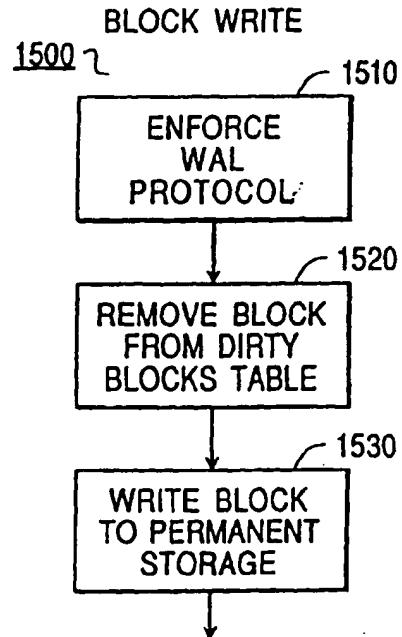 BLOCK WRITE
1500
1510
ENFORCE
WAL
PROTOCOL
1520
REMOVE BLOCK
FROM DIRTY
BLOCKS TABLE
1530
WRITE BLOCK
TO PERMANENT
STORAGE